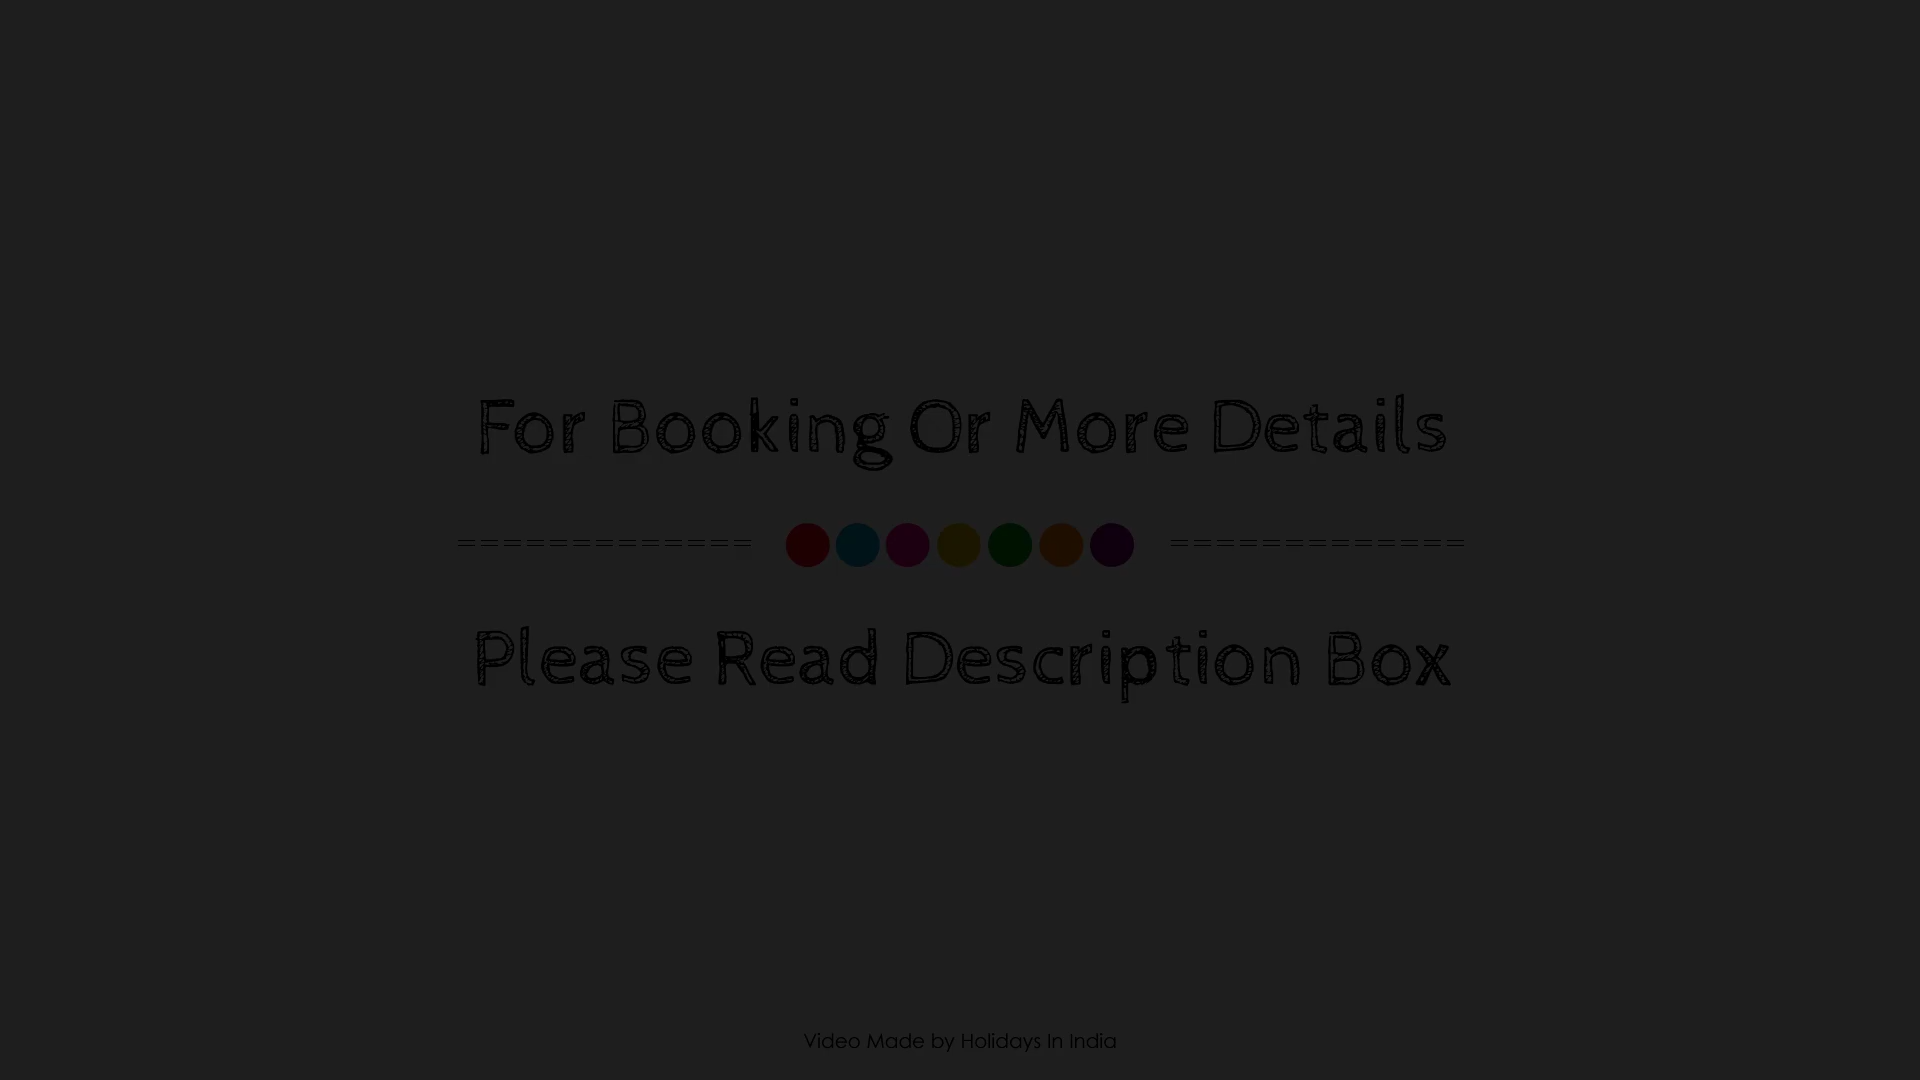 For Booking Or More Details
============= =============
Please Read Description Box
Video Made by Holidays In India